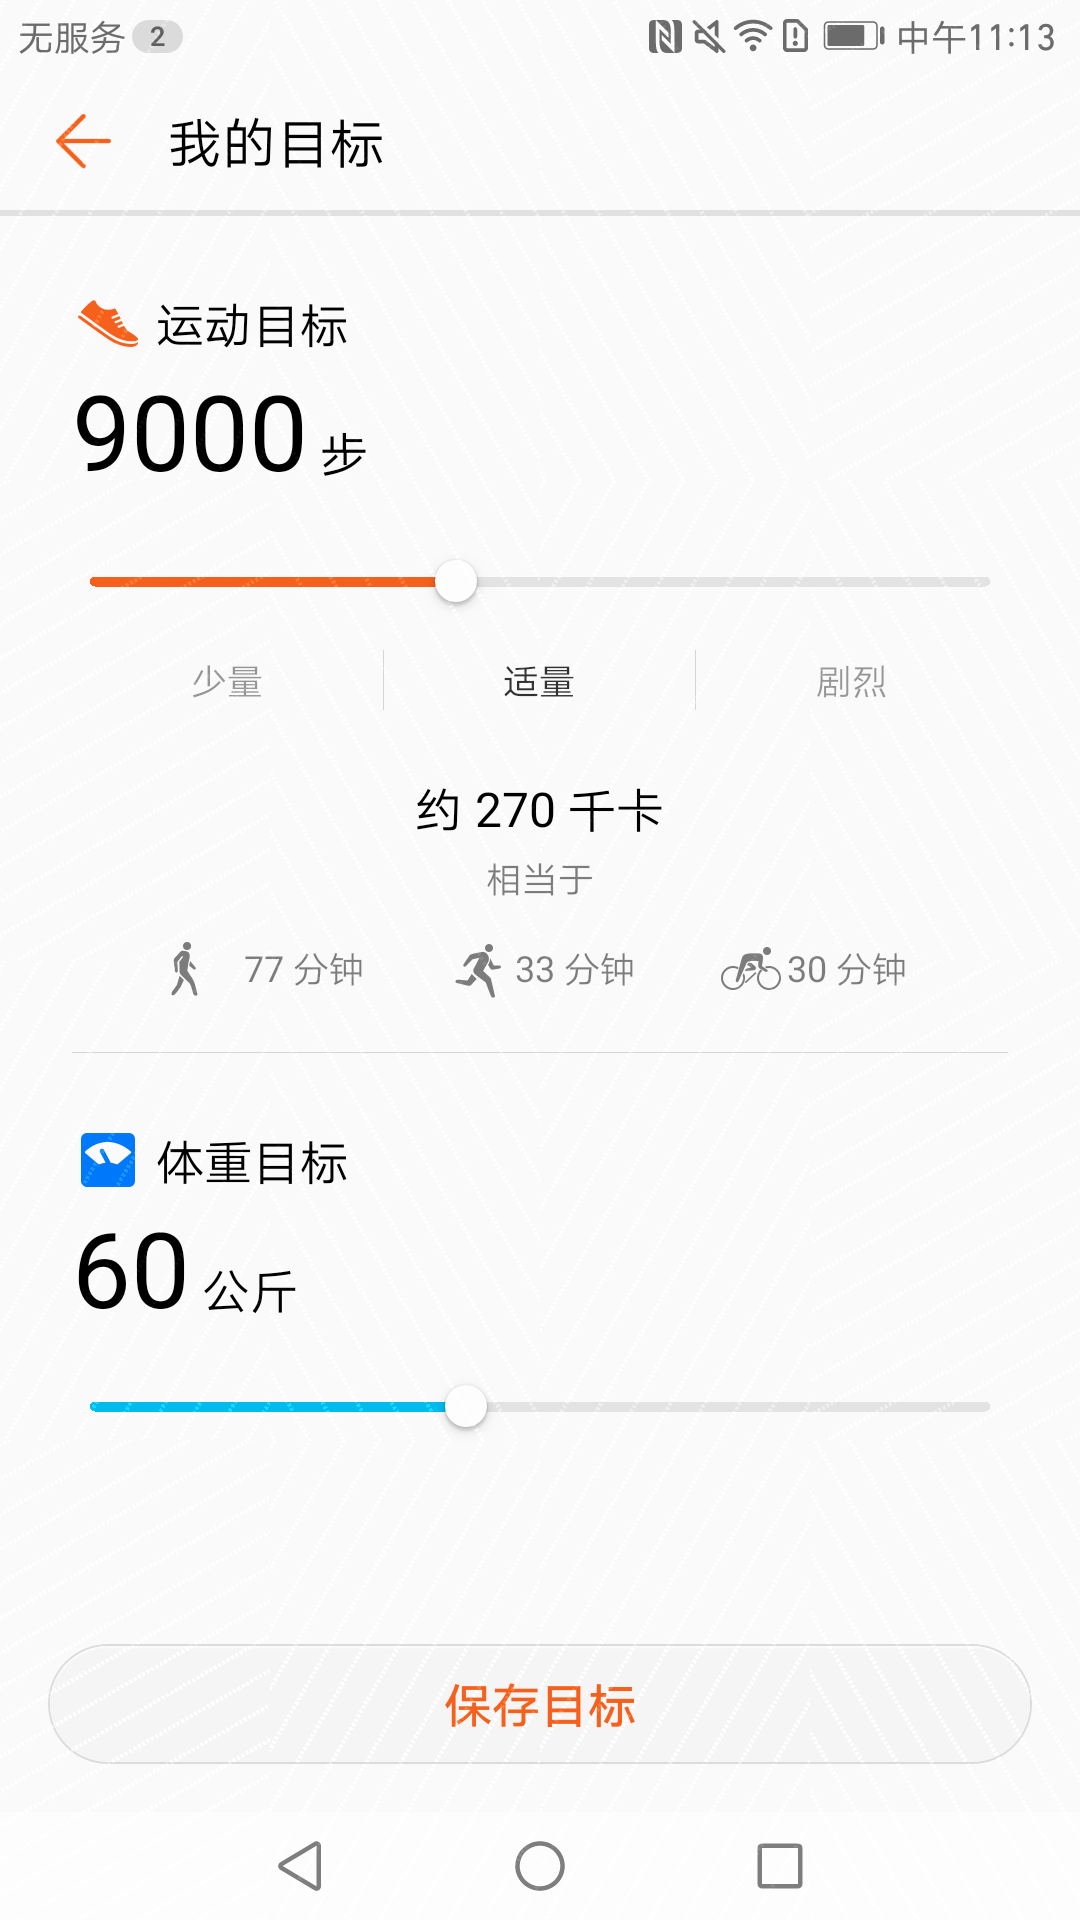 无服务 2 中午11:13
我的目标
运动目标
9000 步
少量 适量 剧烈
约 270 千卡
相当于
77 分钟 33 分钟 30 分钟
体重目标
60 公斤
保存目标